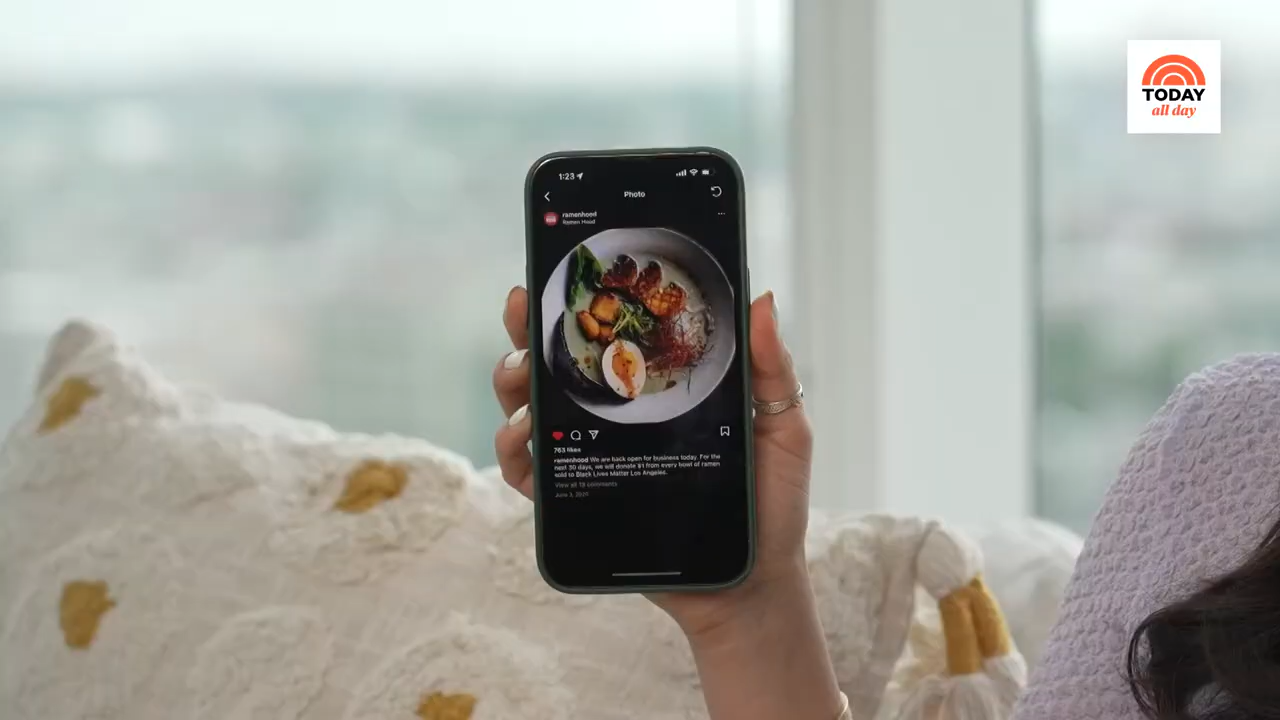 TODAY
all day
1:23
Photo
ramenhood
Ramen Hood
763 likes
ramenhood We are back open for business today. For the
next 30 days, we will donate $1 from every bowl of ramen
sold to Black Lives Matter Los Angeles.
View all 19 comments
June 3, 2020